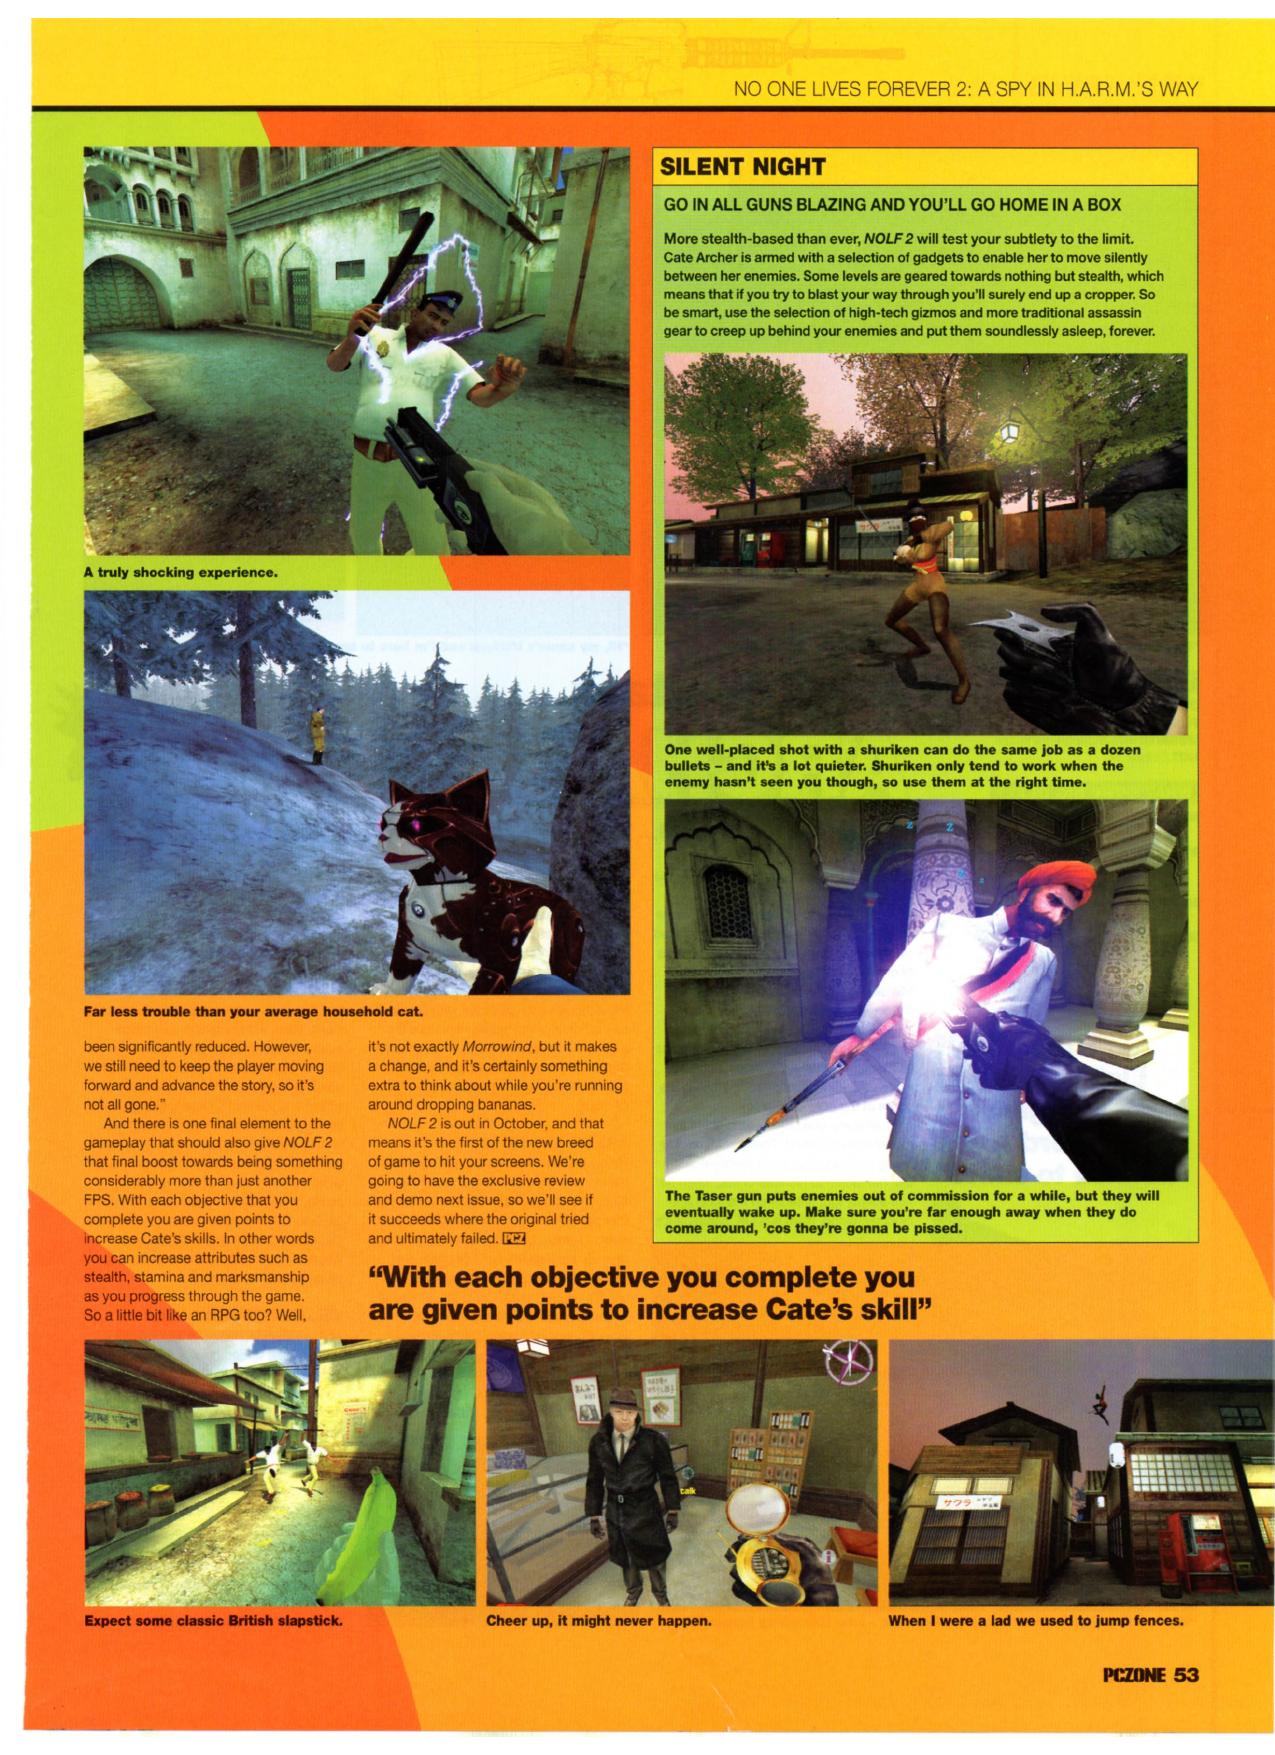 NO ONE LIVES FOREVER 2: A SPY IN H.A.R.M.'S WAY
A truly shocking experience.
Far less trouble than your average household cat.
been significantly reduced. However,
we still need to keep the player moving
forward and advance the story, so it's
not all gone."
And there is one final element to the
gameplay that should also give NOLF 2
that final boost towards being something
considerably more than just another
FPS. With each objective that you
complete you are given points to
increase Cate's skills. In other words
you can increase attributes such as
stealth, stamina and marksmanship
as you progress through the game.
So a little bit like an RPG too? Well,
it's not exactly Morrowind, but it makes
a change, and it's certainly something
extra to think about while you're running
around dropping bananas.
NOLF 2 is out in October, and that
means it's the first of the new breed
of game to hit your screens. We're
going to have the exclusive review
and demo next issue, so we'll see if
it succeeds where the original tried
and ultimately failed. PCZ
SILENT NIGHT
GO IN ALL GUNS BLAZING AND YOU'LL GO HOME IN A BOX
More stealth-based than ever, NOLF 2 will test your subtlety to the limit.
Cate Archer is armed with a selection of gadgets to enable her to move silently
between her enemies. Some levels are geared towards nothing but stealth, which
means that if you try to blast your way through you'll surely end up a cropper. So
be smart, use the selection of high-tech gizmos and more traditional assassin
gear to creep up behind your enemies and put them soundlessly asleep, forever.
サクラ
One well-placed shot with a shuriken can do the same job as a dozen
bullets – and it's a lot quieter. Shuriken only tend to work when the
enemy hasn't seen you though, so use them at the right time.
z Z
The Taser gun puts enemies out of commission for a while, but they will
eventually wake up. Make sure you're far enough away when they do
come around, 'cos they're gonna be pissed.
"With each objective you complete you
are given points to increase Cate's skill"
talk
サクラ
Expect some classic British slapstick.
Cheer up, it might never happen.
When I were a lad we used to jump fences.
PCZONE 53